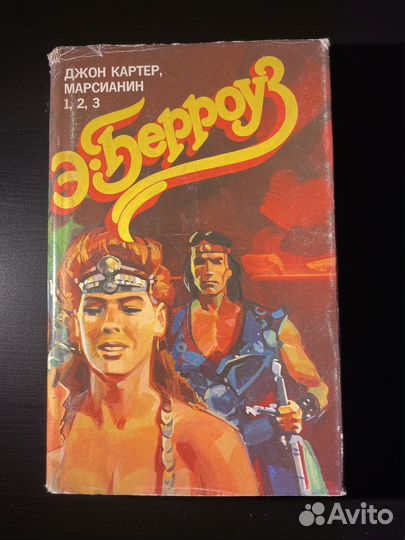 ДЖОН КАРТЕР,
МАРСИАНИН
1, 2, 3
Э. Берроуз
Avito